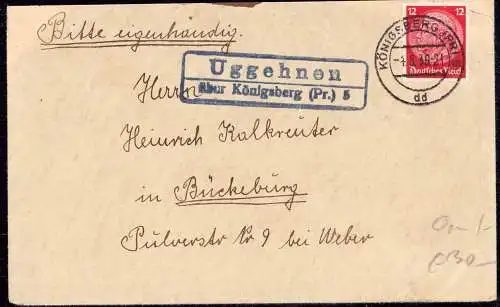 Bitte eigenhändig.
12 12
Deutsches Reich
KÖNIGSBERG (PR)
dd
Uggehnen
über Königsberg (Pr.) 5
Herrn
Heinrich Kalkreuter
in Bückeburg
Pulverstr Nr 9 bei Weber